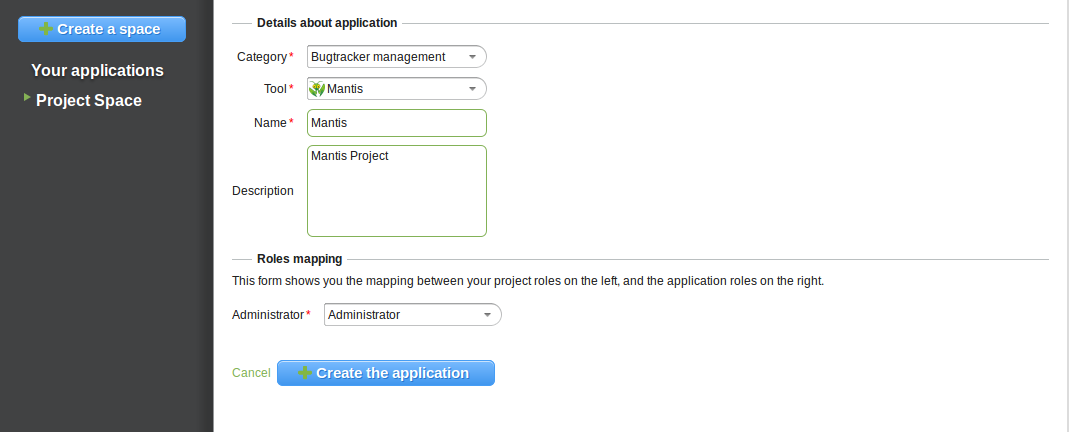 Create a space
Your applications
Project Space
Details about application
Category* Bugtracker management
Tool* Mantis
Name* Mantis
Description Mantis Project
Roles mapping
This form shows you the mapping between your project roles on the left, and the application roles on the right.
Administrator* Administrator
Cancel Create the application